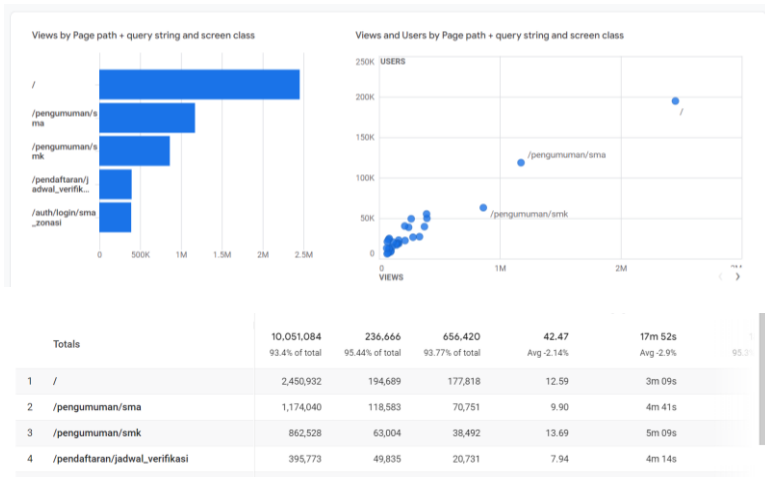 Views by Page path + query string and screen class
/
/pengumuman/s
ma
/pengumuman/s
mk
/pendaftaran/j
adwal_verifik...
/auth/login/sma
_zonasi
0 500K 1M 1.5M 2M 2.5M
Views and Users by Page path + query string and screen class
250K USERS
200K
150K
100K
50K
0
/
/pengumuman/sma
/pengumuman/smk
0 1M 2M
VIEWS
Totals 10,051,084 236,666 656,420 42.47 17m 52s
93.4% of total 95.44% of total 93.77% of total Avg -2.14% Avg -2.9%
1 / 2,450,932 194,689 177,818 12.59 3m 09s
2 /pengumuman/sma 1,174,040 118,583 70,751 9.90 4m 41s
3 /pengumuman/smk 862,528 63,004 38,492 13.69 5m 09s
4 /pendaftaran/jadwal_verifikasi 395,773 49,835 20,731 7.94 4m 14s